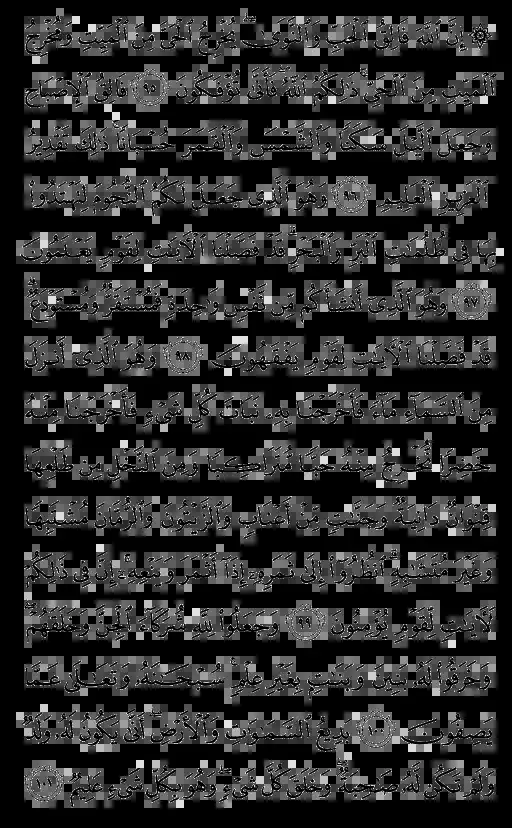 ۞ إِنَّ ٱللَّهَ فَالِقُ ٱلْحَبِّ وَٱلنَّوَىٰ ۖ يُخْرِجُ ٱلْحَىَّ مِنَ ٱلْمَيِّتِ وَمُخْرِجُ
ٱلْمَيِّتِ مِنَ ٱلْحَىِّ ۚ ذَٰلِكُمُ ٱللَّهُ ۖ فَأَنَّىٰ تُؤْفَكُونَ ٩٥ فَالِقُ ٱلْإِصْبَاحِ
وَجَعَلَ ٱلَّيْلَ سَكَنًا وَٱلشَّمْسَ وَٱلْقَمَرَ حُسْبَانًا ۚ ذَٰلِكَ تَقْدِيرُ
ٱلْعَزِيزِ ٱلْعَلِيمِ ٩٦ وَهُوَ ٱلَّذِى جَعَلَ لَكُمُ ٱلنُّجُومَ لِتَهْتَدُوا۟
بِهَا فِى ظُلُمَٰتِ ٱلْبَرِّ وَٱلْبَحْرِ ۗ قَدْ فَصَّلْنَا ٱلْءَايَٰتِ لِقَوْمٍ يَعْلَمُونَ
٩٧ وَهُوَ ٱلَّذِىٓ أَنشَأَكُم مِّن نَّفْسٍ وَٰحِدَةٍ فَمُسْتَقَرٌّ وَمُسْتَوْدَعٌ ۗ
قَدْ فَصَّلْنَا ٱلْءَايَٰتِ لِقَوْمٍ يَفْقَهُونَ ٩٨ وَهُوَ ٱلَّذِىٓ أَنزَلَ
مِنَ ٱلسَّمَآءِ مَآءً فَأَخْرَجْنَا بِهِۦ نَبَاتَ كُلِّ شَىْءٍ فَأَخْرَجْنَا مِنْهُ
خَضِرًا نُّخْرِجُ مِنْهُ حَبًّا مُّتَرَاكِبًا وَمِنَ ٱلنَّخْلِ مِن طَلْعِهَا
قِنْوَانٌ دَانِيَةٌ وَجَنَّٰتٍ مِّنْ أَعْنَابٍ وَٱلزَّيْتُونَ وَٱلرُّمَّانَ مُشْتَبِهًا
وَغَيْرَ مُتَشَٰبِهٍ ۗ ٱنظُرُوٓا۟ إِلَىٰ ثَمَرِهِۦٓ إِذَآ أَثْمَرَ وَيَنْعِهِۦٓ ۚ إِنَّ فِى ذَٰلِكُمْ
لَءَايَٰتٍ لِّقَوْمٍ يُؤْمِنُونَ ٩٩ وَجَعَلُوا۟ لِلَّهِ شُرَكَآءَ ٱلْجِنَّ وَخَلَقَهُمْ ۖ
وَخَرَقُوا۟ لَهُۥ بَنِينَ وَبَنَٰتٍۭ بِغَيْرِ عِلْمٍ ۚ سُبْحَٰنَهُۥ وَتَعَٰلَىٰ عَمَّا
يَصِفُونَ ١٠٠ بَدِيعُ ٱلسَّمَٰوَٰتِ وَٱلْأَرْضِ ۖ أَنَّىٰ يَكُونُ لَهُۥ وَلَدٌ
وَلَمْ تَكُن لَّهُۥ صَٰحِبَةٌ ۖ وَخَلَقَ كُلَّ شَىْءٍ ۖ وَهُوَ بِكُلِّ شَىْءٍ عَلِيمٌ ١٠١